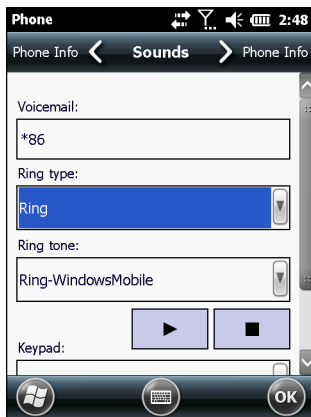 Phone 2:48
Phone Info Sounds Phone Info
Voicemail:
*86
Ring type:
Ring
Ring tone:
Ring-WindowsMobile
Keypad:
OK